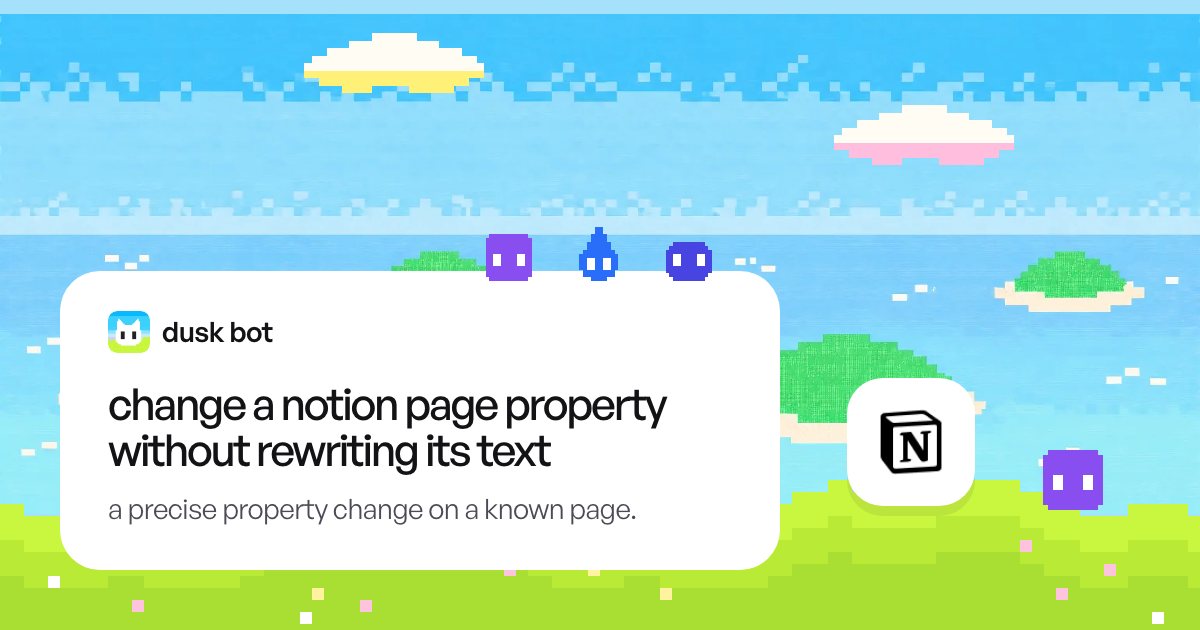 dusk bot
change a notion page property
without rewriting its text
a precise property change on a known page.
N